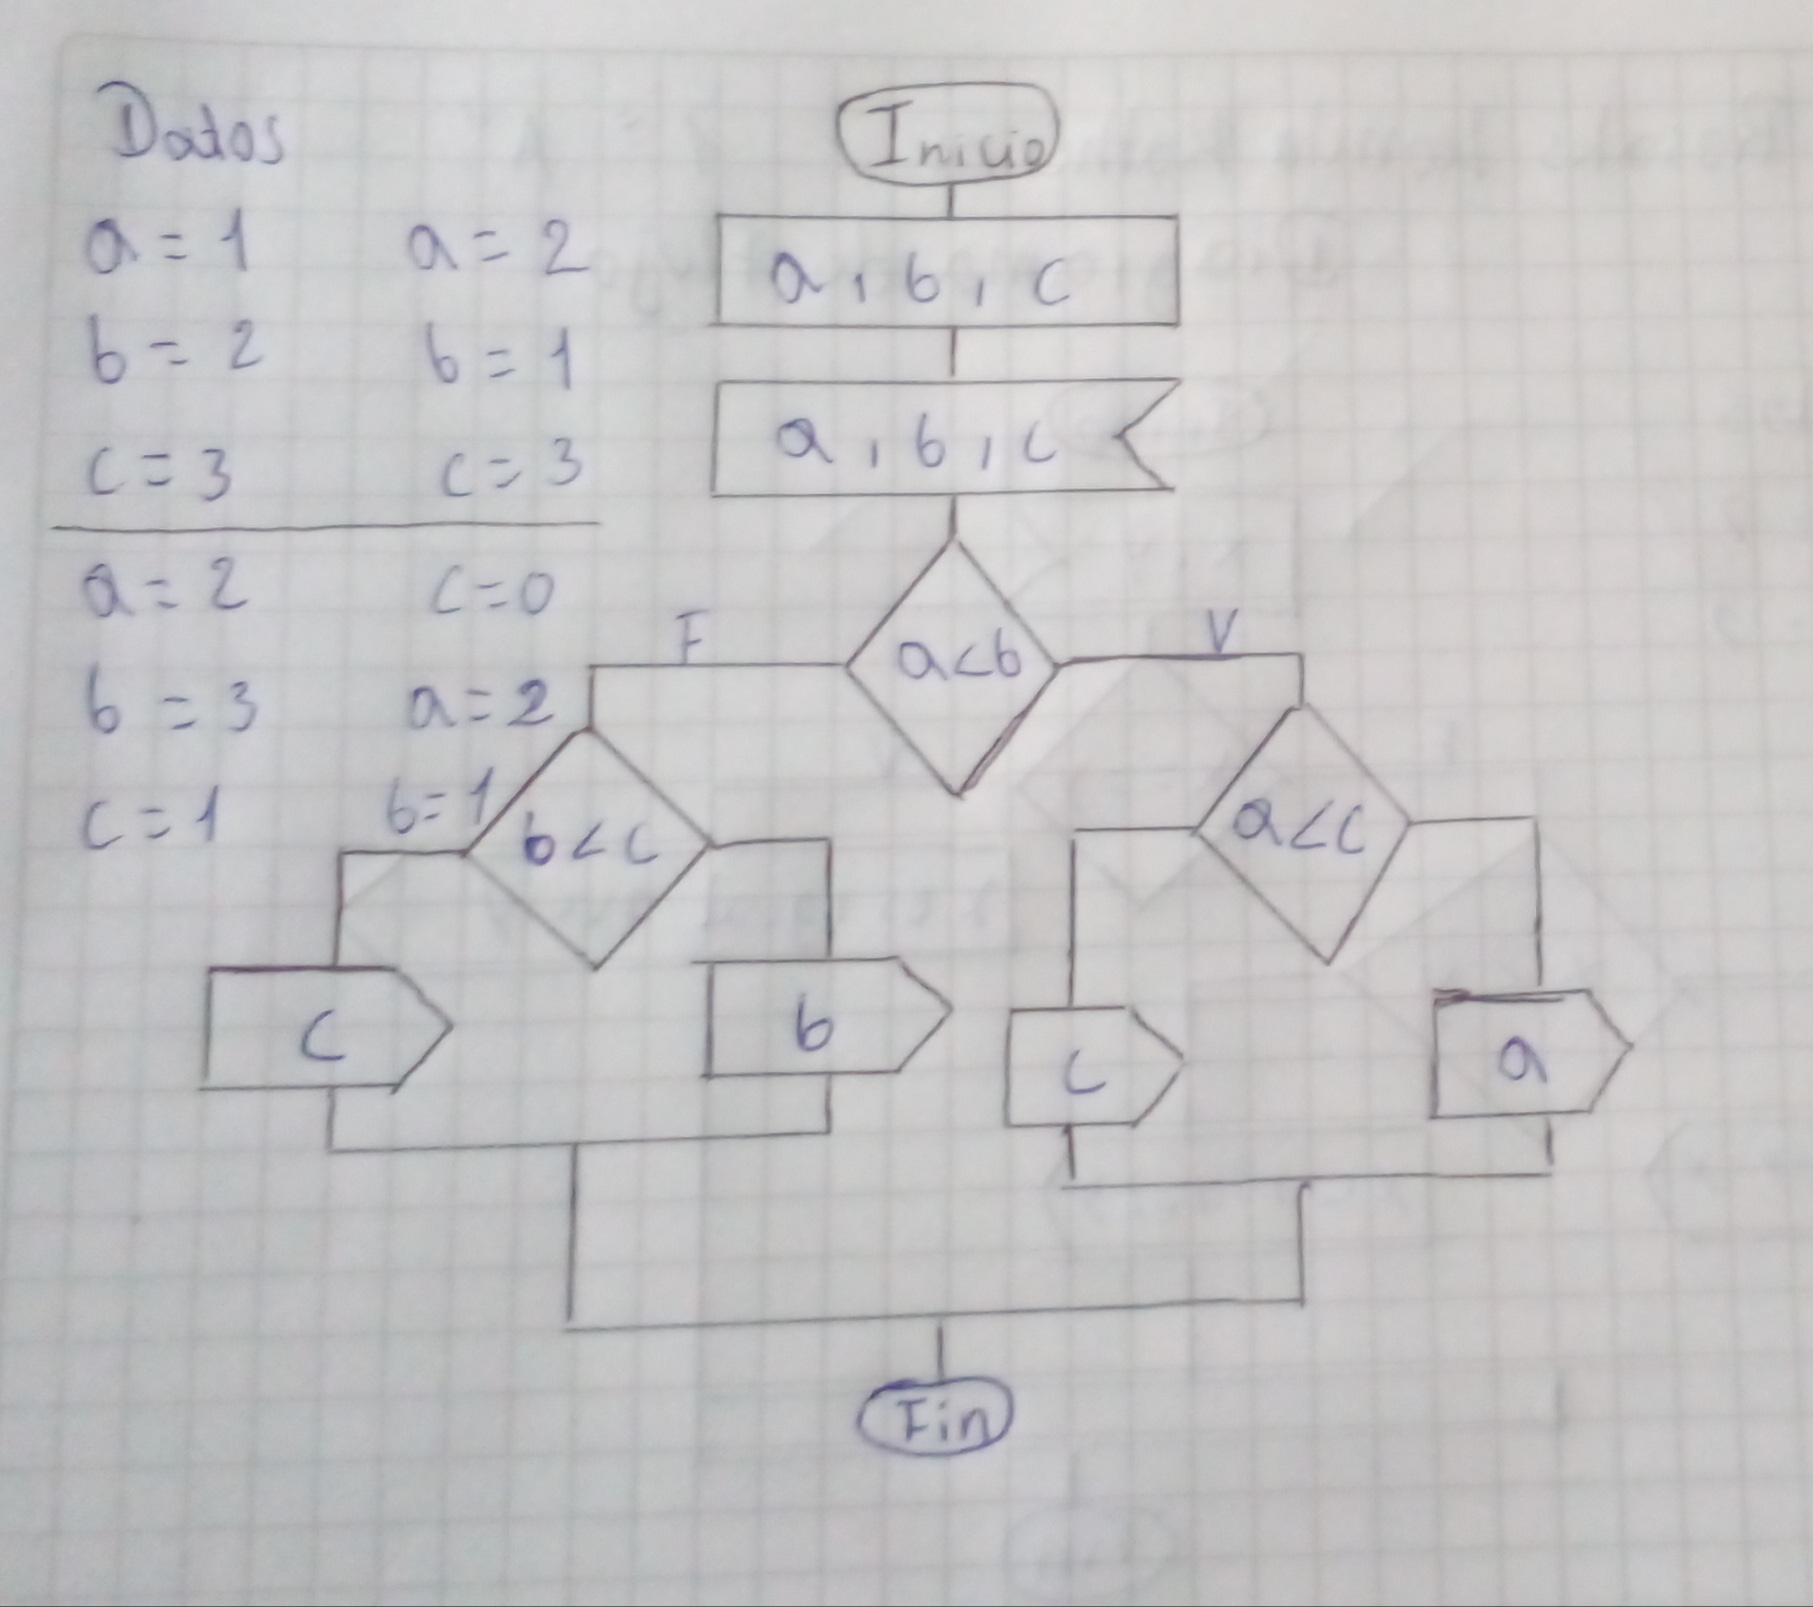 Datos
a = 1 a = 2
b = 2 b = 1
c = 3 c = 3
a = 2 c = 0
b = 3 a = 2
c = 1 b = 1
Inicio
a, b, c
a, b, c
a<b
F V
b < c
a < c
c
b
c
a
Fin